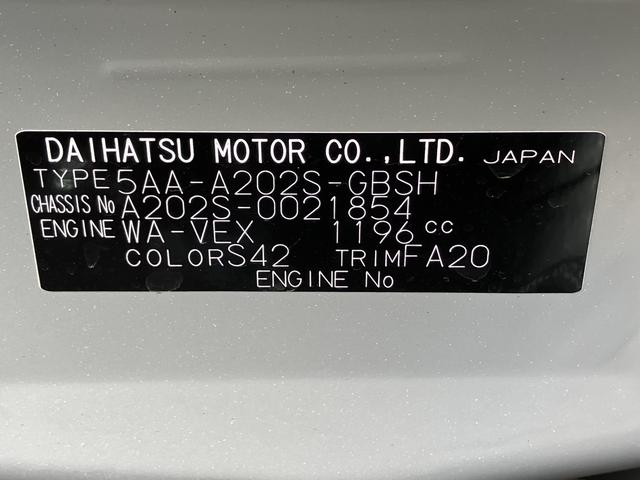 DAIHATSU MOTOR CO.,LTD. JAPAN
TYPE 5AA-A202S-GBSH
CHASSIS No A202S-0021854
ENGINE WA-VEX 1196 cc
COLOR S42 TRIM FA20
ENGINE No